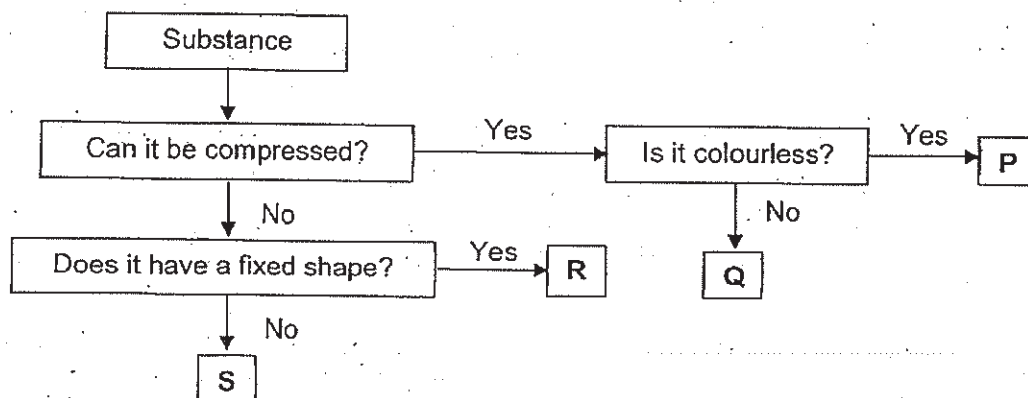 Substance
Can it be compressed?
Yes
Is it colourless?
Yes
P
No
No
Does it have a fixed shape?
Yes
R
Q
No
S